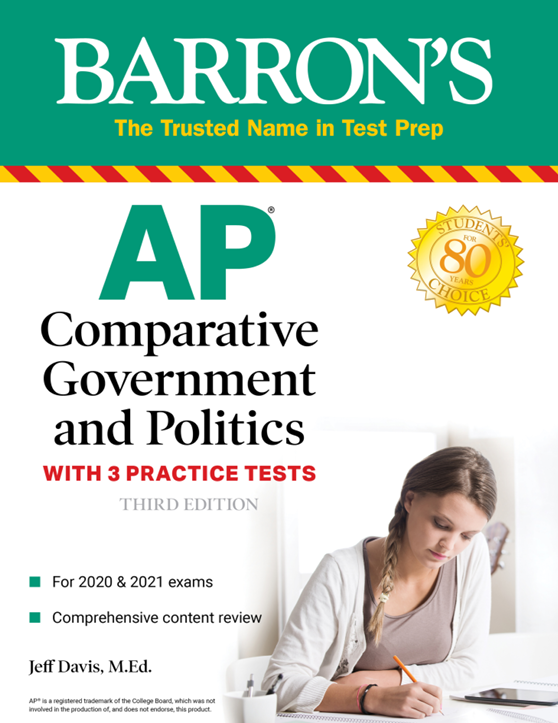 BARRON'S
The Trusted Name in Test Prep
AP®
STUDENTS'
FOR
80
YEARS
CHOICE
Comparative
Government
and Politics
WITH 3 PRACTICE TESTS
THIRD EDITION
For 2020 & 2021 exams
Comprehensive content review
Jeff Davis, M.Ed.
AP® is a registered trademark of the College Board, which was not
involved in the production of, and does not endorse, this product.